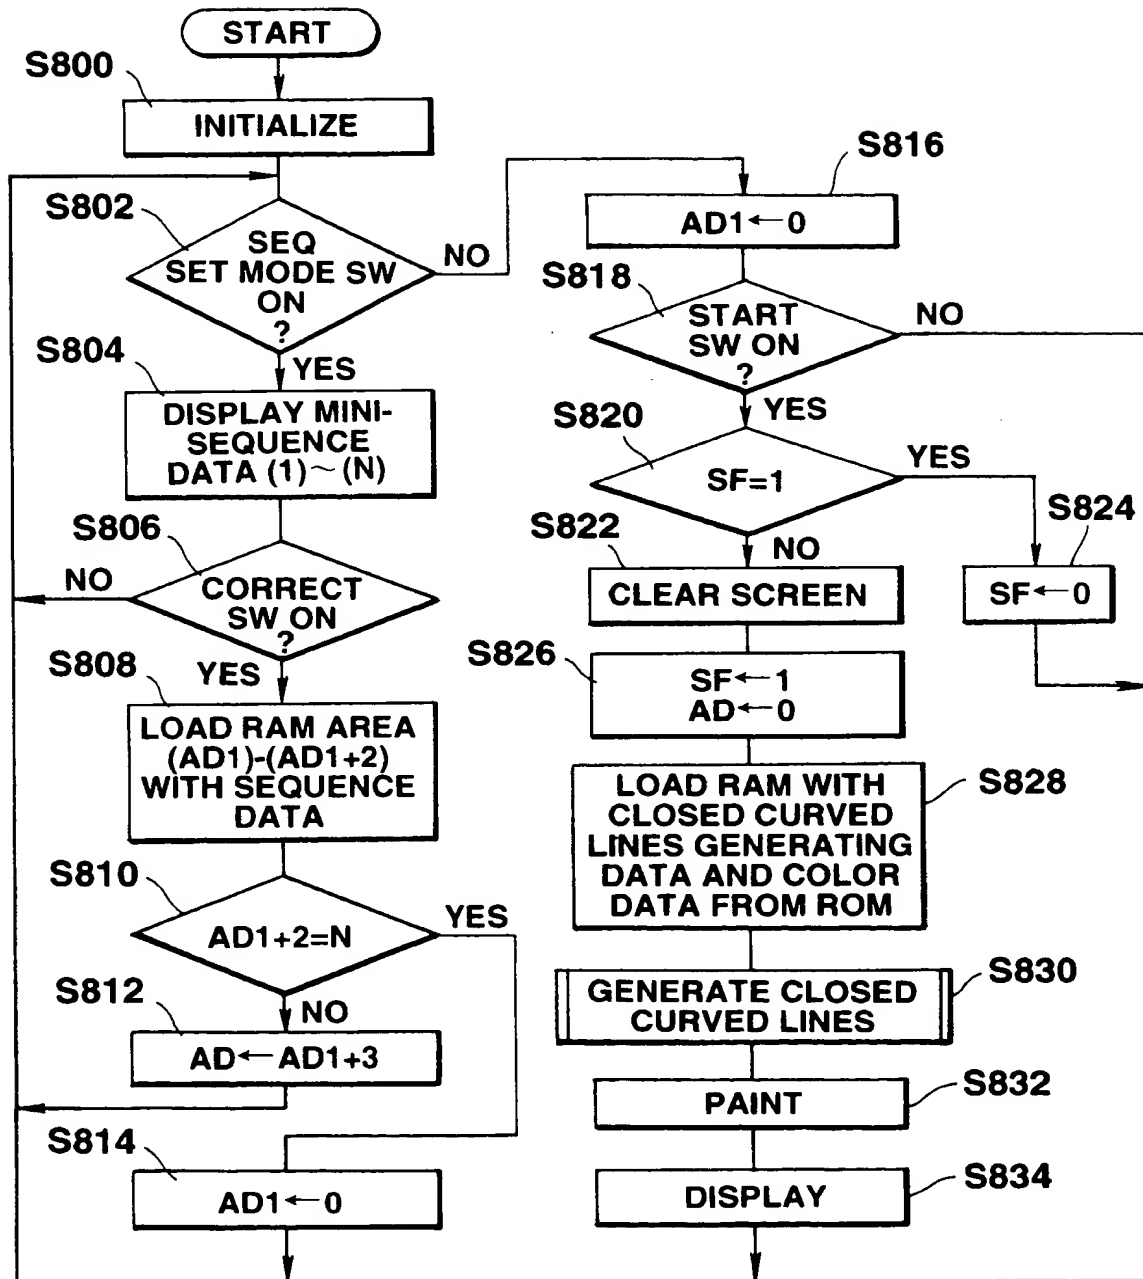 START
S800
INITIALIZE
S802
SEQ
SET MODE SW
ON
?
NO
YES
S804
DISPLAY MINI-
SEQUENCE
DATA (1)~(N)
S806
NO
CORRECT
SW ON
?
YES
S808
LOAD RAM AREA
(AD1)-(AD1+2)
WITH SEQUENCE
DATA
S810
AD1+2=N
YES
NO
S812
AD←AD1+3
S814
AD1←0
S816
AD1←0
S818
START
SW ON
?
NO
YES
S820
SF=1
YES
NO
S822
CLEAR SCREEN
S824
SF←0
S826
SF←1
AD←0
S828
LOAD RAM WITH
CLOSED CURVED
LINES GENERATING
DATA AND COLOR
DATA FROM ROM
S830
GENERATE CLOSED
CURVED LINES
S832
PAINT
S834
DISPLAY